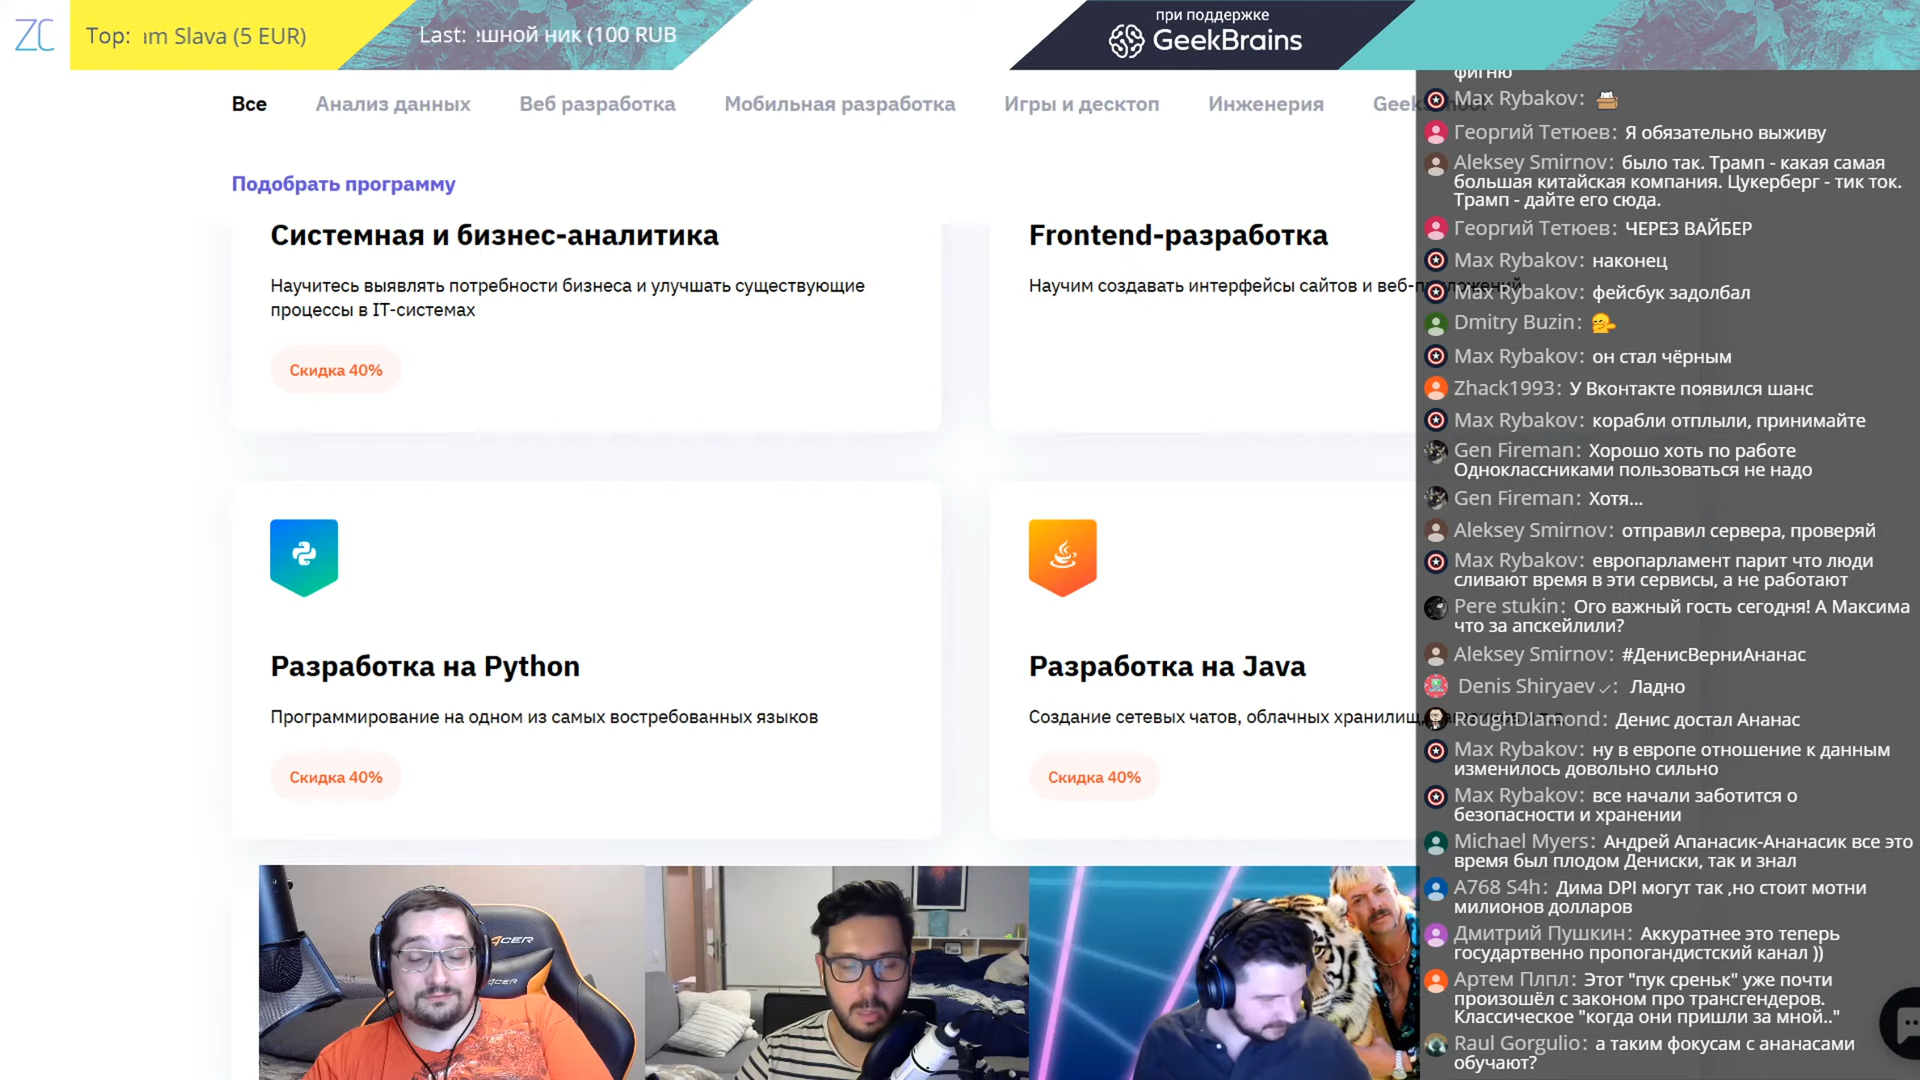 ZC
Top: am Slava (5 EUR)
Last: шной ник (100 RUB
при поддержке
GeekBrains
Все
Анализ данных
Веб разработка
Мобильная разработка
Игры и десктоп
Инженерия
Подобрать программу
Системная и бизнес-аналитика
Научитесь выявлять потребности бизнеса и улучшать существующие
процессы в IT-системах
Скидка 40%
Frontend-разработка
Научим создавать интерфейсы сайтов и веб-приложений
Разработка на Python
Программирование на одном из самых востребованных языков
Скидка 40%
Разработка на Java
Создание сетевых чатов, облачных хранилищ,
Скидка 40%
ACER
ACER
фигню
Max Rybakov:
Георгий Тетюев: Я обязательно выживу
Aleksey Smirnov: было так. Трамп - какая самая
большая китайская компания. Цукерберг - тик ток.
Трамп - дайте его сюда.
Георгий Тетюев: ЧЕРЕЗ ВАЙБЕР
Max Rybakov: наконец
Max Rybakov: фейсбук задолбал
Dmitry Buzin:
Max Rybakov: он стал чёрным
Zhack1993: У Вконтакте появился шанс
Max Rybakov: корабли отплыли, принимайте
Gen Fireman: Хорошо хоть по работе
Одноклассниками пользоваться не надо
Gen Fireman: Хотя...
Aleksey Smirnov: отправил сервера, проверяй
Max Rybakov: европарламент парит что люди
сливают время в эти сервисы, а не работают
Pere stukin: Ого важный гость сегодня! А Максима
что за апскейлили?
Aleksey Smirnov: #ДенисВерниАнанас
Denis Shiryaev ✓: Ладно
RoughDiamond: Денис достал Ананас
Max Rybakov: ну в европе отношение к данным
изменилось довольно сильно
Max Rybakov: все начали заботится о
безопасности и хранении
Michael Myers: Андрей Апанасик-Ананасик все это
время был плодом Дениски, так и знал
A768 S4h: Дима DPI могут так ,но стоит мотни
милионов долларов
Дмитрий Пушкин: Аккуратнее это теперь
государтвенно пропогандистский канал ))
Артем Плпл: Этот "пук среньк" уже почти
произошёл с законом про трансгендеров.
Классическое "когда они пришли за мной.."
Raul Gorgulio: а таким фокусам с ананасами
обучают?